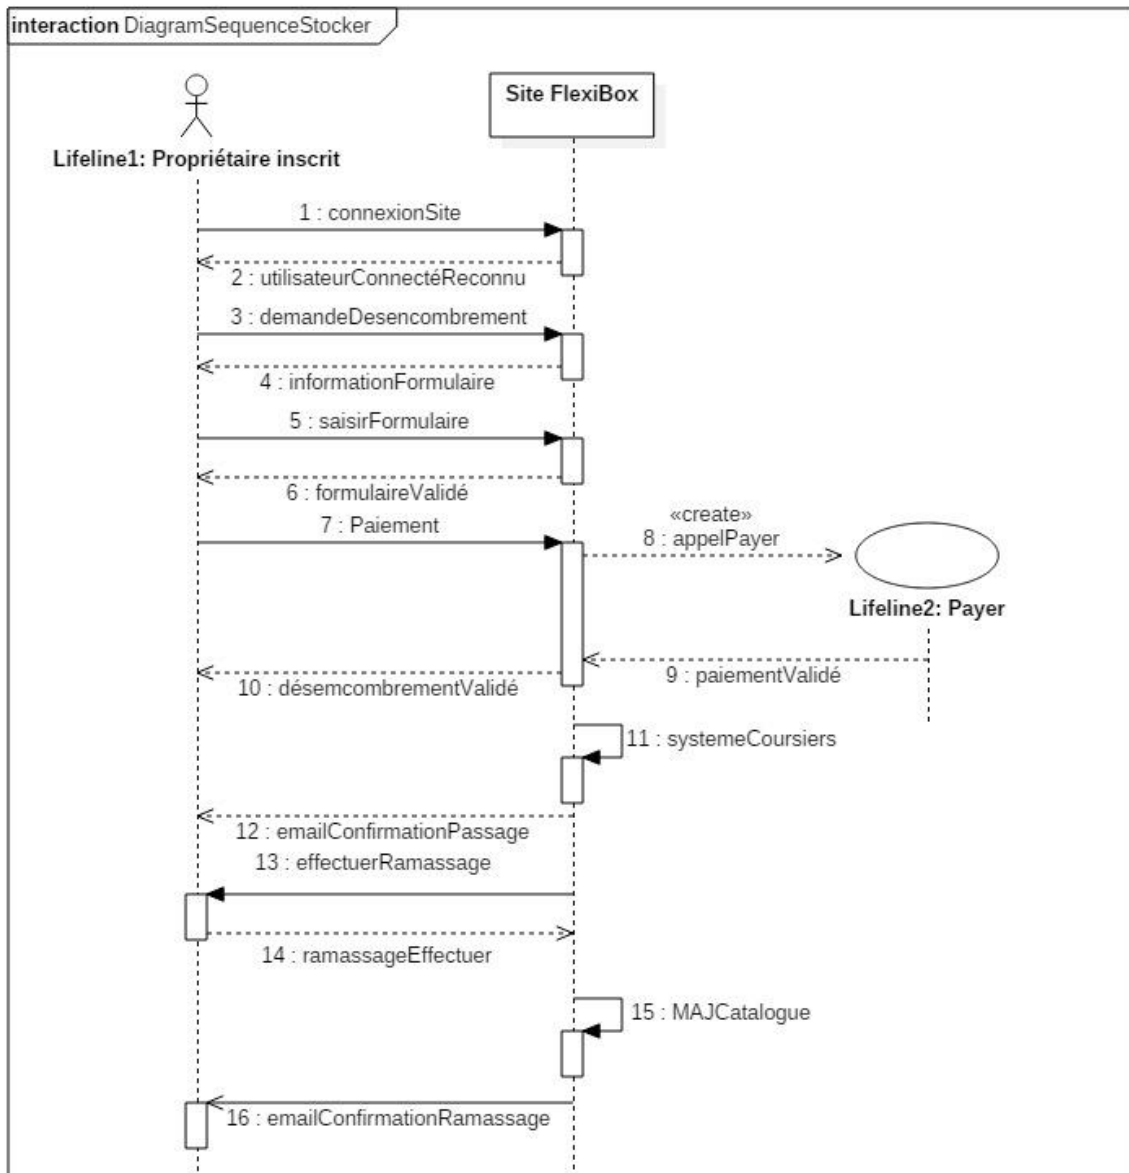 interaction DiagramSequenceStocker
Site FlexiBox
Lifeline1: Propriétaire inscrit
1 : connexionSite
2 : utilisateurConnectéReconnu
3 : demandeDesencombrement
4 : informationFormulaire
5 : saisirFormulaire
6 : formulaireValidé
7 : Paiement
«create»
8 : appelPayer
Lifeline2: Payer
9 : paiementValidé
10 : désemcombrementValidé
11 : systemeCoursiers
12 : emailConfirmationPassage
13 : effectuerRamassage
14 : ramassageEffectuer
15 : MAJCatalogue
16 : emailConfirmationRamassage